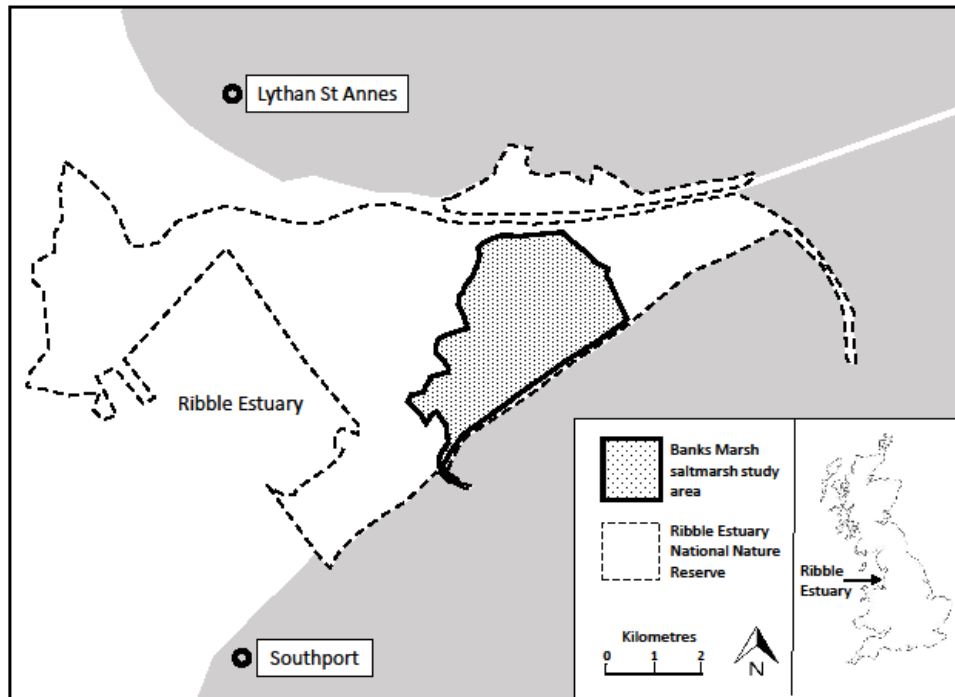 Lythan St Annes
Ribble Estuary
Southport
Banks Marsh
saltmarsh study
area
Ribble Estuary
National Nature
Reserve
Kilometres
0 1 2
N
Ribble
Estuary